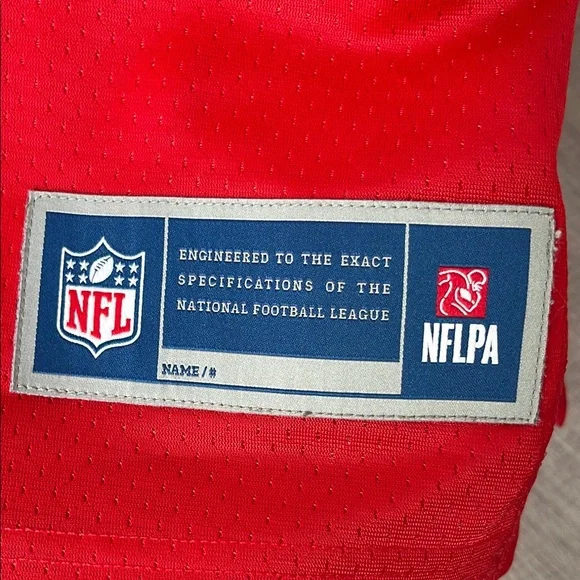 NFL
ENGINEERED TO THE EXACT
SPECIFICATIONS OF THE
NATIONAL FOOTBALL LEAGUE
NAME/#
NFLPA